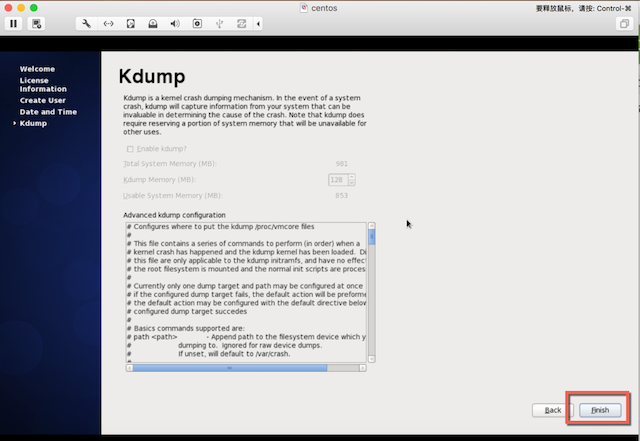 centos
要释放鼠标，请按: Control-⌘
Welcome
License
Information
Create User
Date and Time
Kdump
Kdump
Kdump is a kernel crash dumping mechanism. In the event of a system
crash, kdump will capture information from your system that can be
invaluable in determining the cause of the crash. Note that kdump does
require reserving a portion of system memory that will be unavailable for
other uses.
Enable kdump?
Total System Memory (MB): 981
Kdump Memory (MB): 128
Usable System Memory (MB): 853
Advanced kdump configuration
# Configures where to put the kdump /proc/vmcore files
#
# This file contains a series of commands to perform (in order) when a
# kernel crash has happened and the kdump kernel has been loaded. Di
# this file are only applicable to the kdump initramfs, and have no effec
# the root filesystem is mounted and the normal init scripts are proces
#
# Currently only one dump target and path may be configured at once
# if the configured dump target fails, the default action will be preforme
# the default action may be configured with the default directive below
# configured dump target succedes
#
# Basics commands supported are:
# path <path> - Append path to the filesystem device which y
# dumping to. Ignored for raw device dumps.
# If unset, will default to /var/crash.
#
Back
Finish